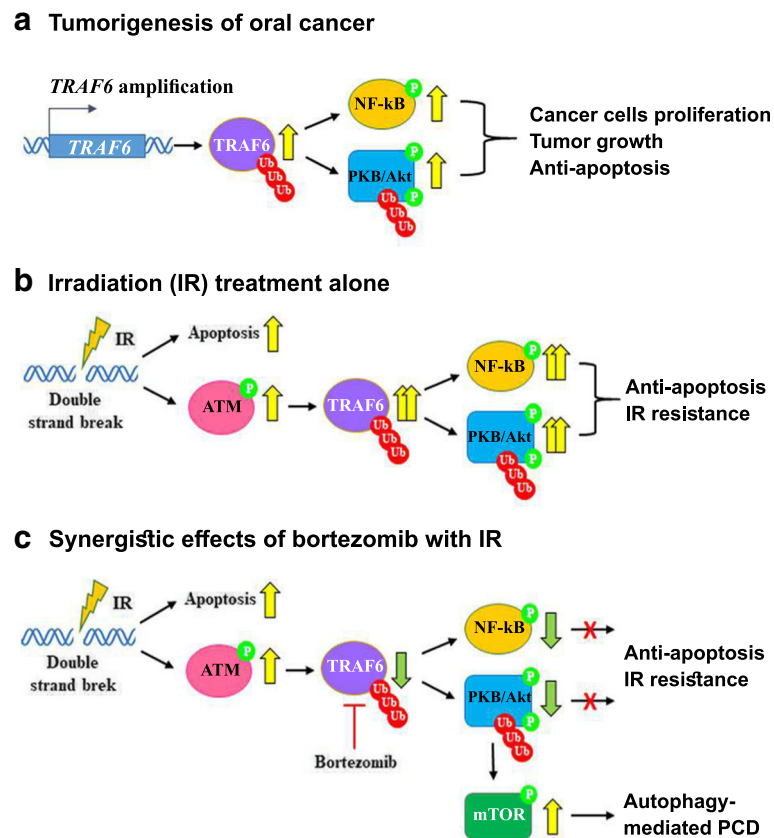 a Tumorigenesis of oral cancer
TRAF6 amplification
TRAF6
TRAF6
Ub
Ub
Ub
NF-kB
P
PKB/Akt
P
P
Ub
Ub
Ub
Cancer cells proliferation
Tumor growth
Anti-apoptosis
b Irradiation (IR) treatment alone
IR
Double
strand break
Apoptosis
ATM
P
TRAF6
Ub
Ub
Ub
NF-kB
P
PKB/Akt
P
P
Ub
Ub
Ub
Anti-apoptosis
IR resistance
c Synergistic effects of bortezomib with IR
IR
Double
strand brek
Apoptosis
ATM
P
TRAF6
Ub
Ub
Ub
Bortezomib
NF-kB
P
PKB/Akt
P
P
Ub
Ub
Ub
X
X
Anti-apoptosis
IR resistance
mTOR
P
Autophagy-
mediated PCD